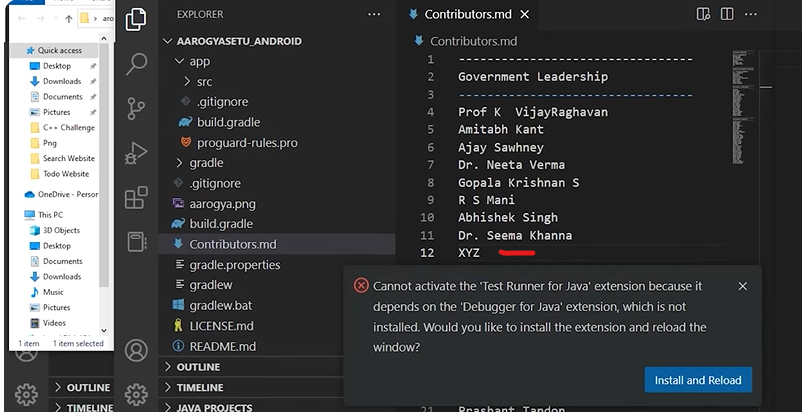 aro
Quick access
Desktop
Downloads
Documents
Pictures
C++ Challenge
Png
Search Website
Todo Website
OneDrive - Person
This PC
3D Objects
Desktop
Documents
Downloads
Music
Pictures
Videos
1 item 1 item selected
OUTLINE
TIMELINE
EXPLORER ...
AAROGYASETU_ANDROID
app
src
.gitignore
build.gradle
proguard-rules.pro
gradle
.gitignore
aarogya.png
build.gradle
Contributors.md
gradle.properties
gradlew
gradlew.bat
LICENSE.md
README.md
OUTLINE
TIMELINE
JAVA PROJECTS
Contributors.md
Contributors.md
1 ---------------------------------
2 Government Leadership
3 ---------------------------------
4 Prof K  VijayRaghavan
5 Amitabh Kant
6 Ajay Sawhney
7 Dr. Neeta Verma
8 Gopala Krishnan S
9 R S Mani
10 Abhishek Singh
11 Dr. Seema Khanna
12 XYZ
Cannot activate the 'Test Runner for Java' extension because it
depends on the 'Debugger for Java' extension, which is not
installed. Would you like to install the extension and reload the
window?
Install and Reload
21 Prashant Tandon